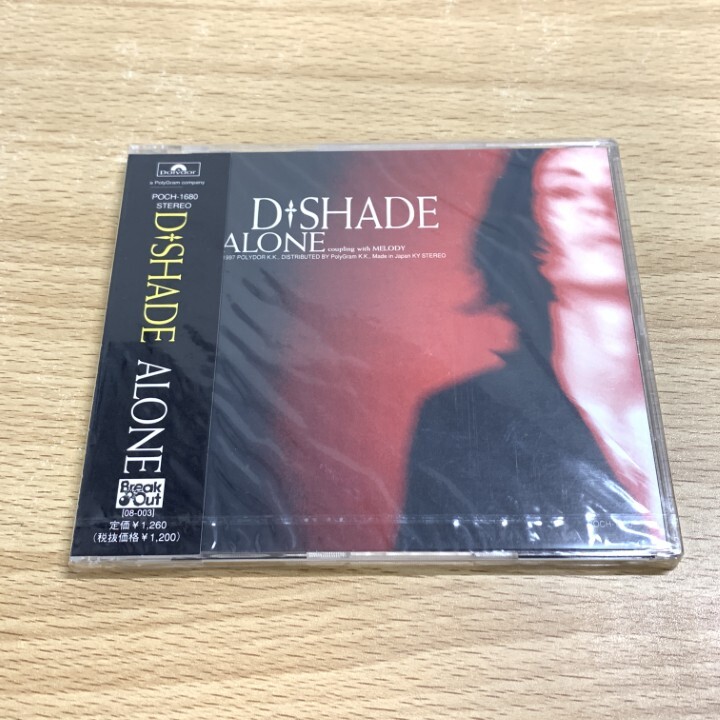 Polydor
a PolyGram company
POCH-1680
STEREO
D†SHADE ALONE
Break Out
[08-003]
定価￥1,260
(税抜価格￥1,200)
D†SHADE
ALONE coupling with MELODY
1997 POLYDOR K.K., DISTRIBUTED BY PolyGram K.K., Made in Japan KY STEREO
POCH